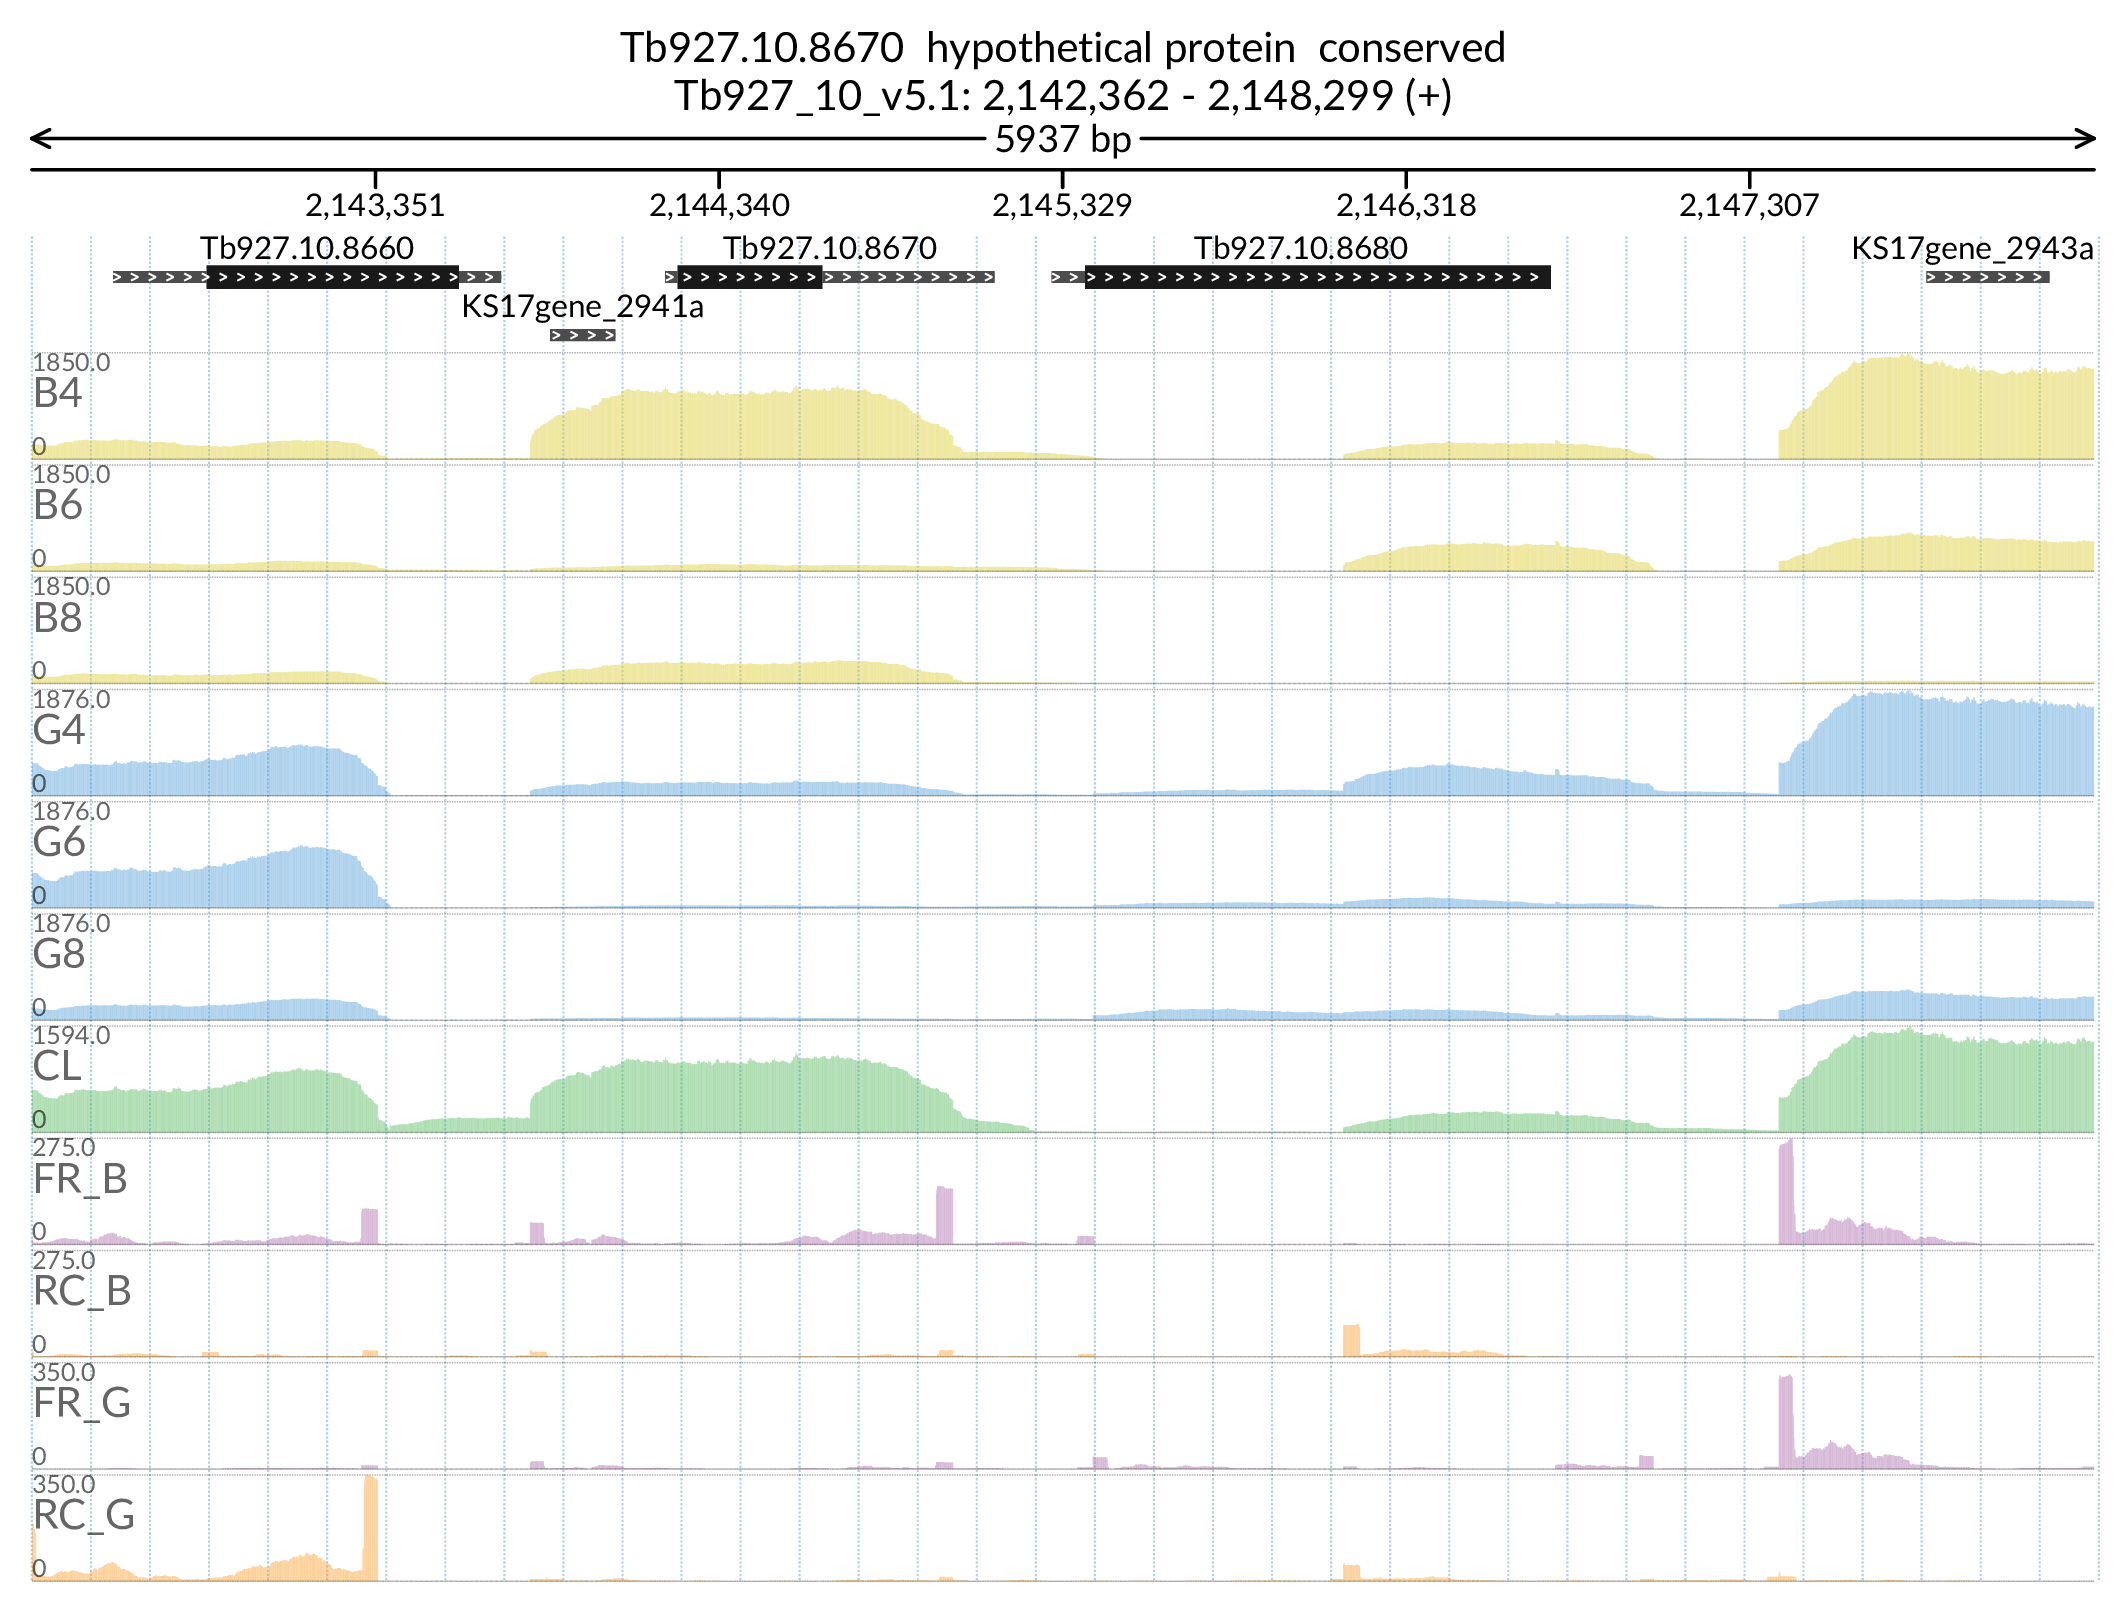 Tb927.10.8670  hypothetical protein  conserved
Tb927_10_v5.1: 2,142,362 - 2,148,299 (+)
5937 bp
2,143,351 2,144,340 2,145,329 2,146,318 2,147,307
Tb927.10.8660 Tb927.10.8670 Tb927.10.8680 KS17gene_2943a
KS17gene_2941a
1850.0
B4
0
1850.0
B6
0
1850.0
B8
0
1876.0
G4
0
1876.0
G6
0
1876.0
G8
0
1594.0
CL
0
275.0
FR_B
0
275.0
RC_B
0
350.0
FR_G
0
350.0
RC_G
0